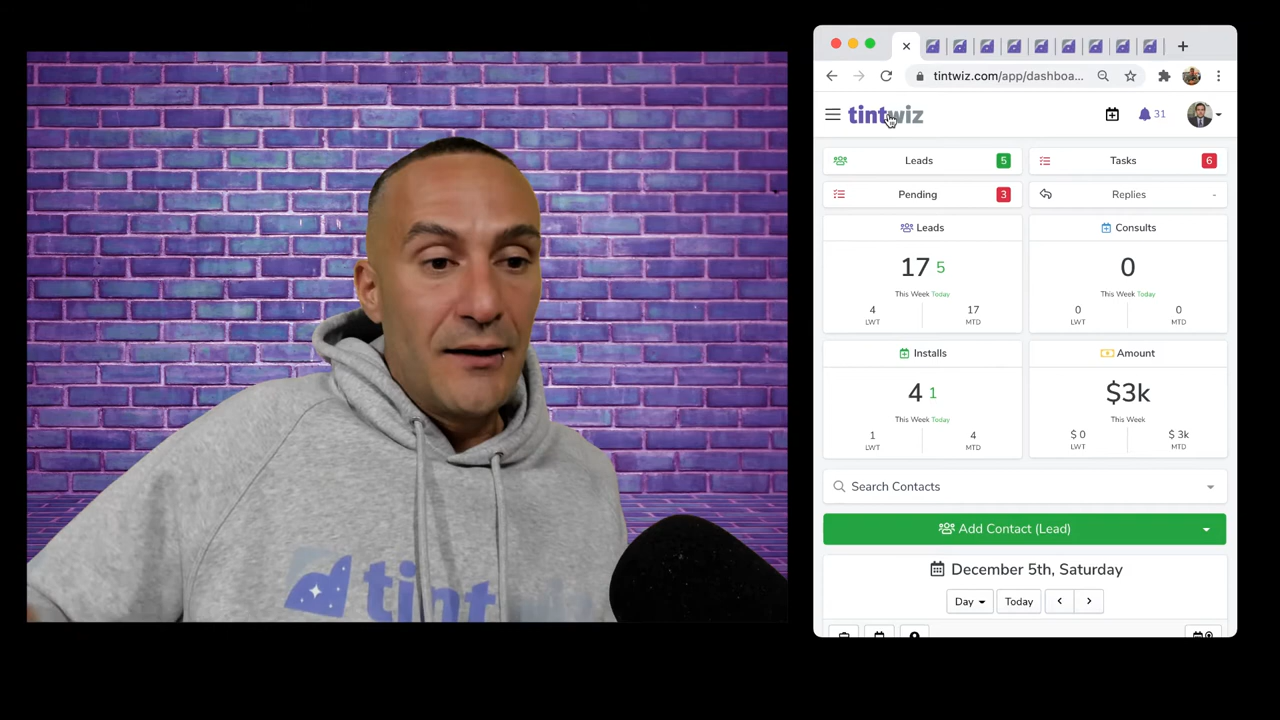 tint
tintwiz.com/app/dashboa...
tintwiz
31
Leads 5
Tasks 6
Pending 3
Replies -
Leads
17 5
This Week Today
4 17
LWT MTD
Consults
0
This Week Today
0 0
LWT MTD
Installs
4 1
This Week Today
1 4
LWT MTD
Amount
$3k
This Week
$ 0 $ 3k
LWT MTD
Search Contacts
Add Contact (Lead)
December 5th, Saturday
Day Today